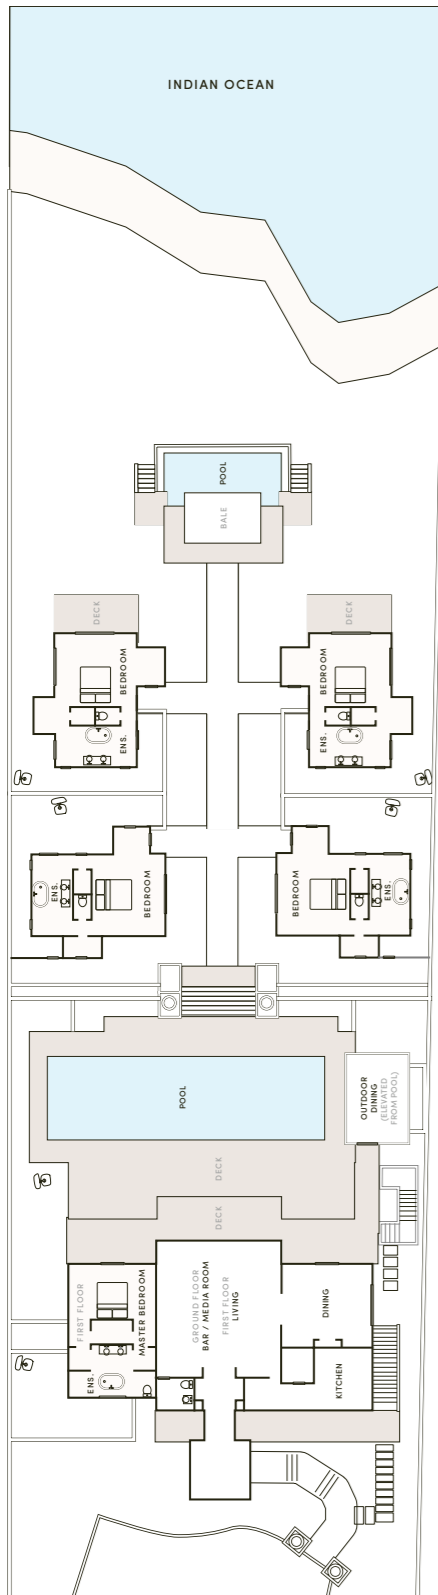 INDIAN OCEAN
POOL
BALE
DECK
DECK
BEDROOM
ENS.
BEDROOM
ENS.
ENS.
BEDROOM
BEDROOM
ENS.
POOL
OUTDOOR
DINING
(ELEVATED
FROM POOL)
DECK
DECK
FIRST FLOOR
MASTER BEDROOM
ENS.
GROUND FLOOR
BAR / MEDIA ROOM
FIRST FLOOR
LIVING
DINING
KITCHEN